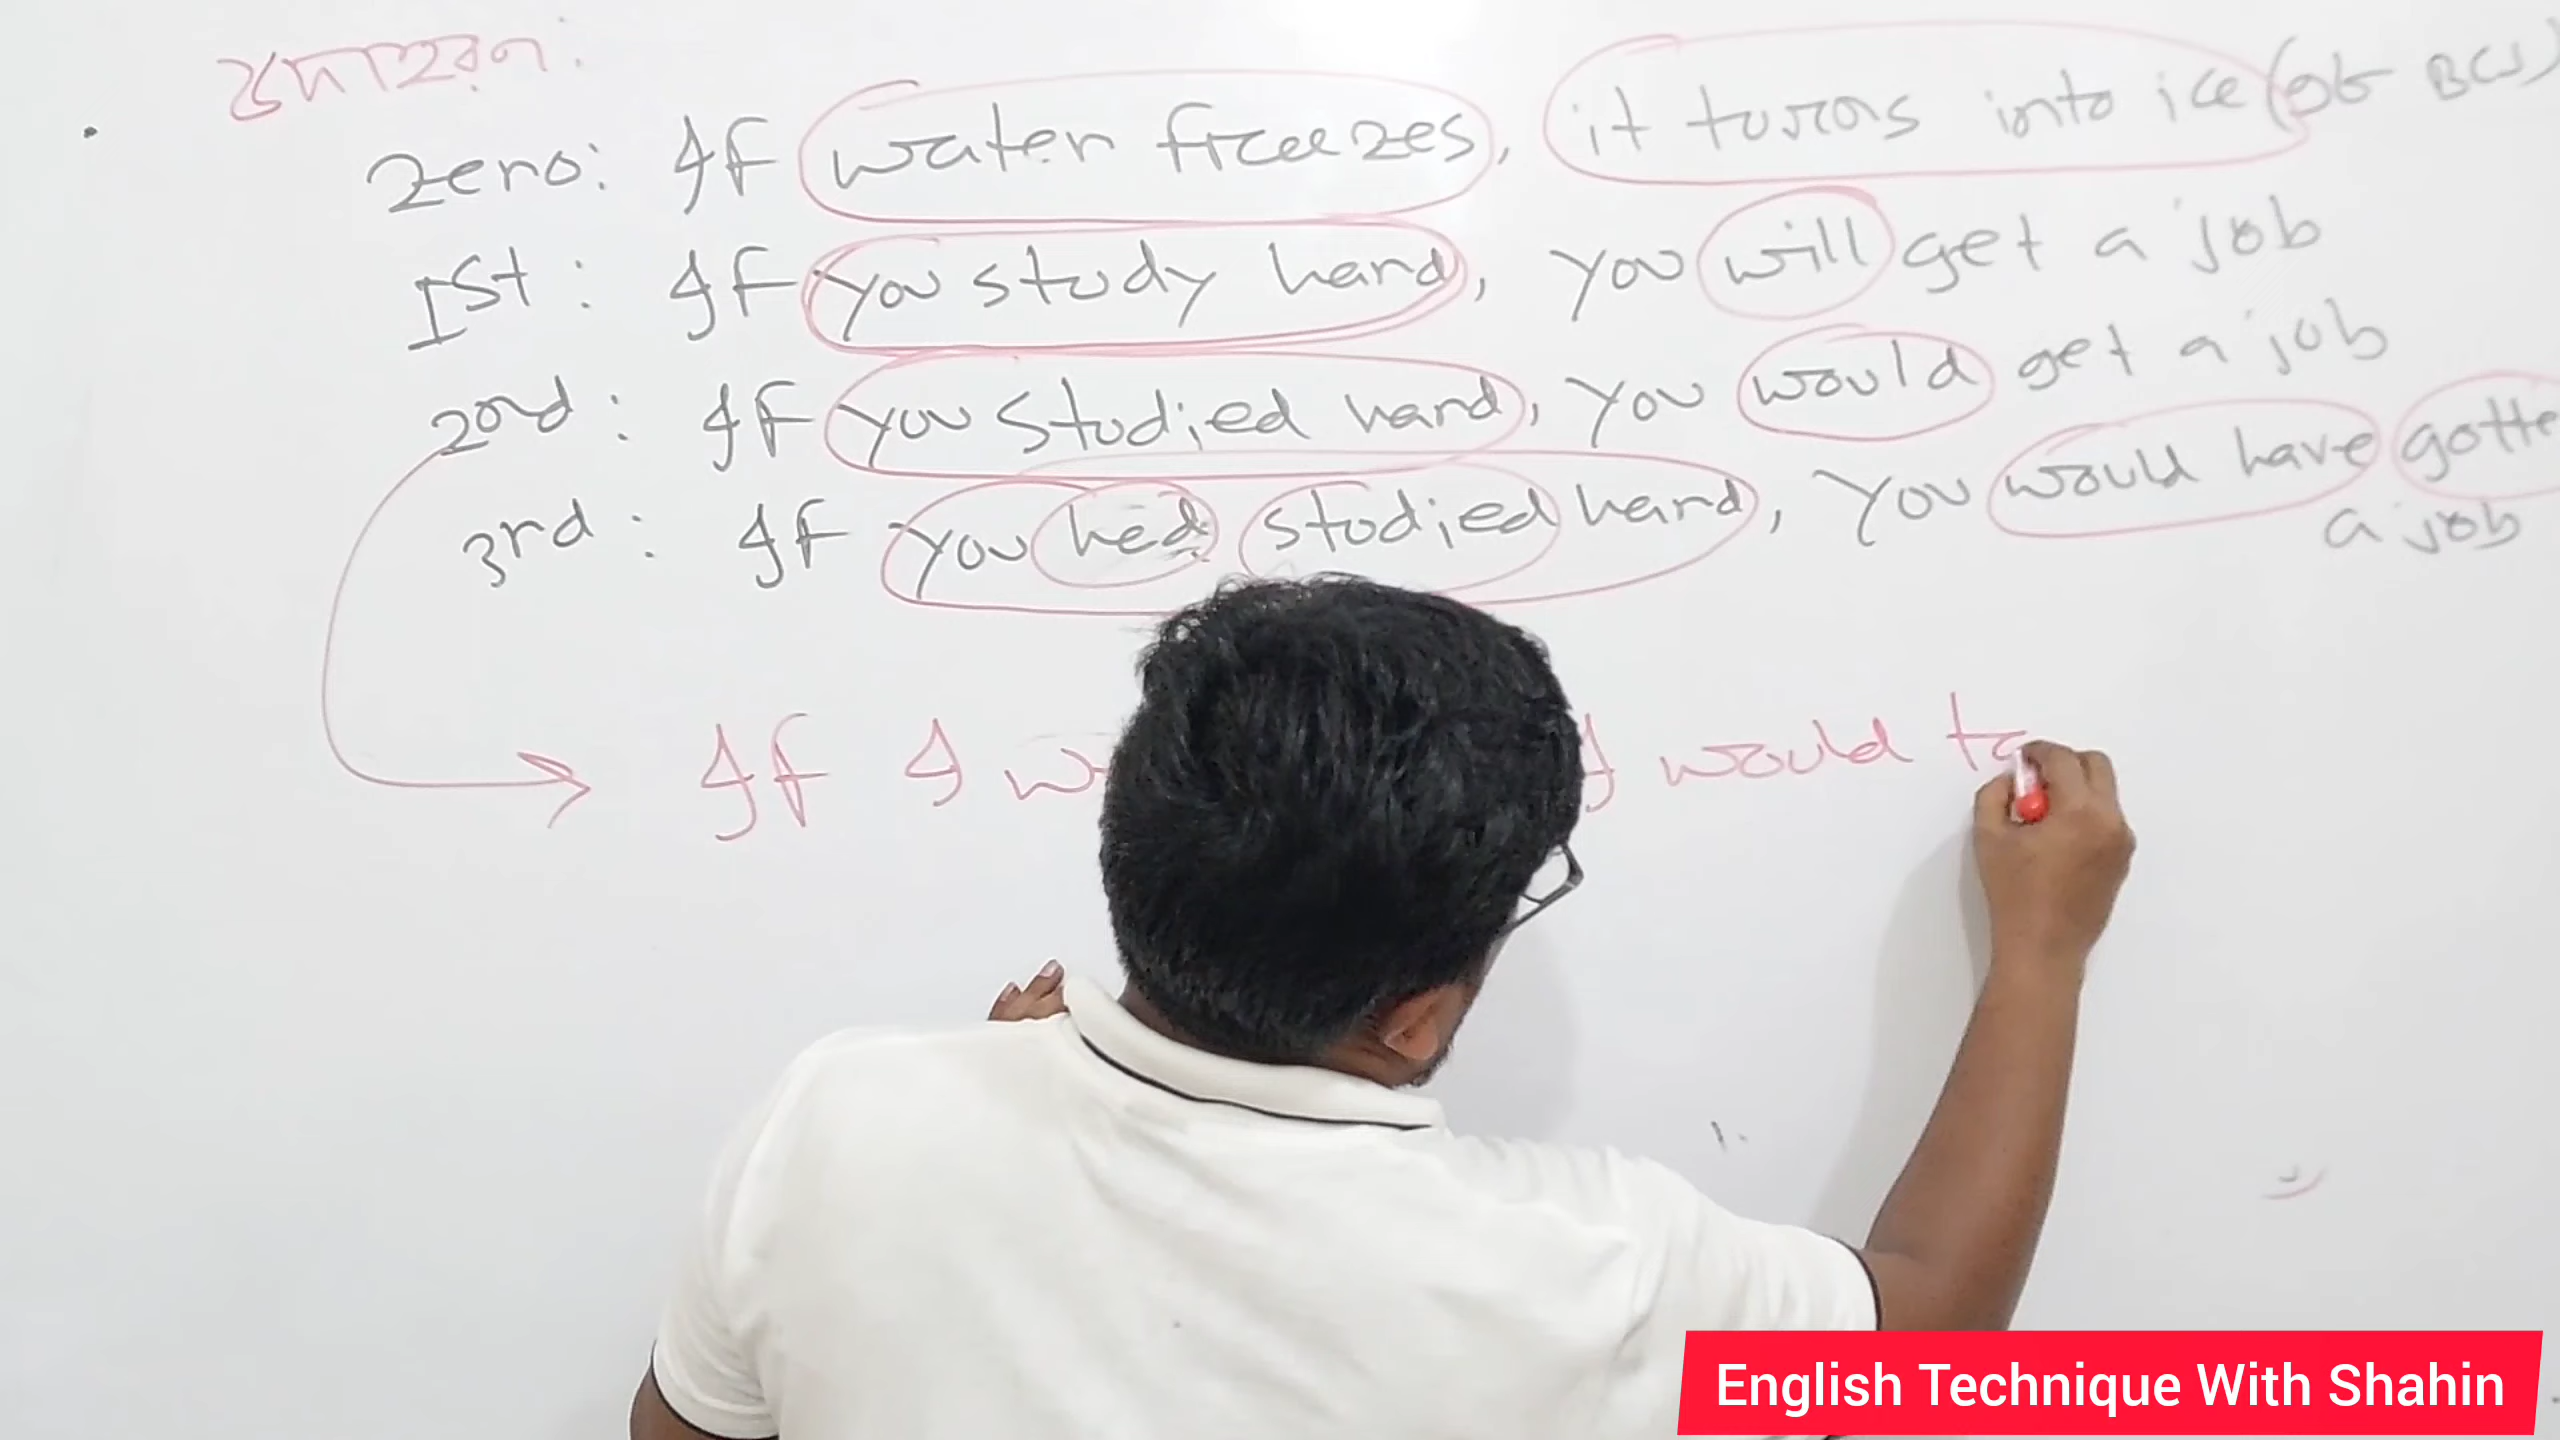 উদাহরণ:
zero: If water freezes, it turns into ice (৩৮ BCS)
1st: If you study hard, you will get a job
2nd: If you studied hard, you would get a job
3rd: If you had studied hard, you would have gotte
a job
If I I would
English Technique With Shahin